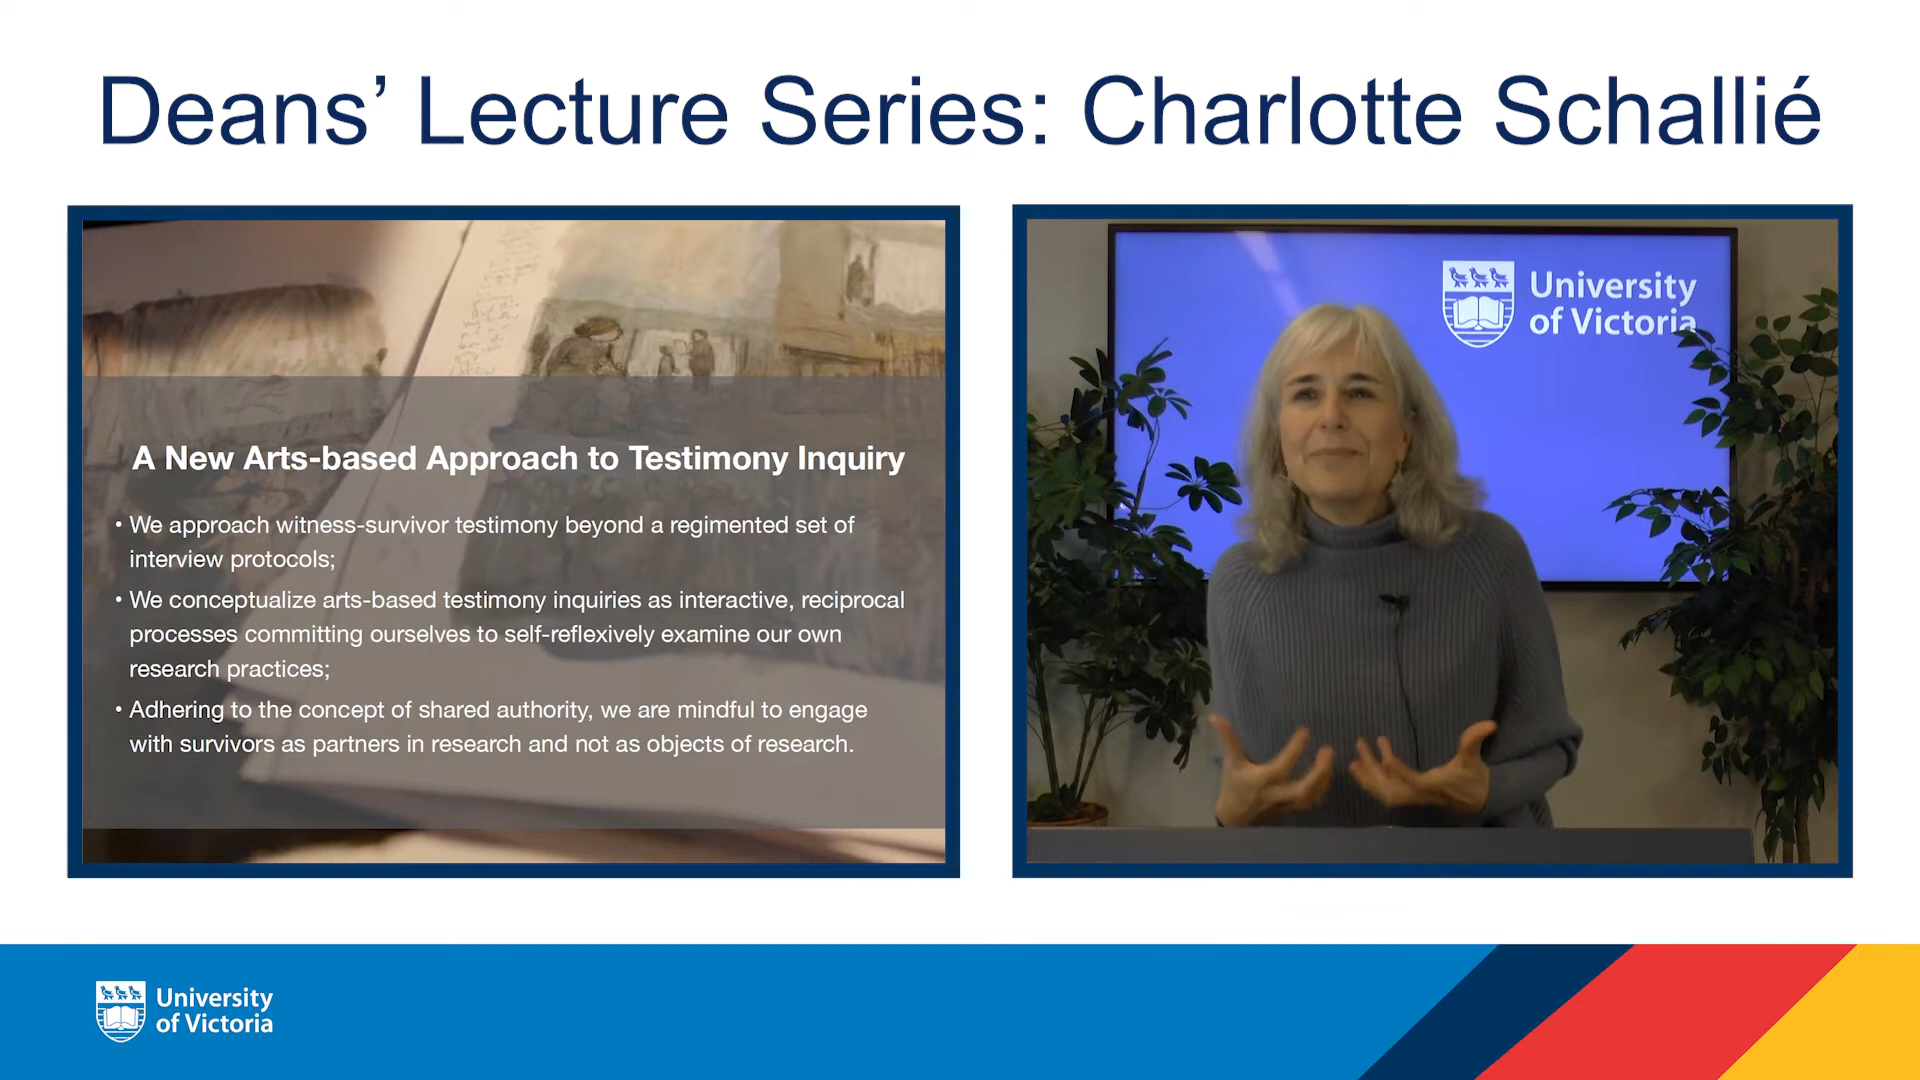 Deans’ Lecture Series: Charlotte Schallié
A New Arts-based Approach to Testimony Inquiry
• We approach witness-survivor testimony beyond a regimented set of
interview protocols;
• We conceptualize arts-based testimony inquiries as interactive, reciprocal
processes committing ourselves to self-reflexively examine our own
research practices;
• Adhering to the concept of shared authority, we are mindful to engage
with survivors as partners in research and not as objects of research.
University
of Victoria
University
of Victoria